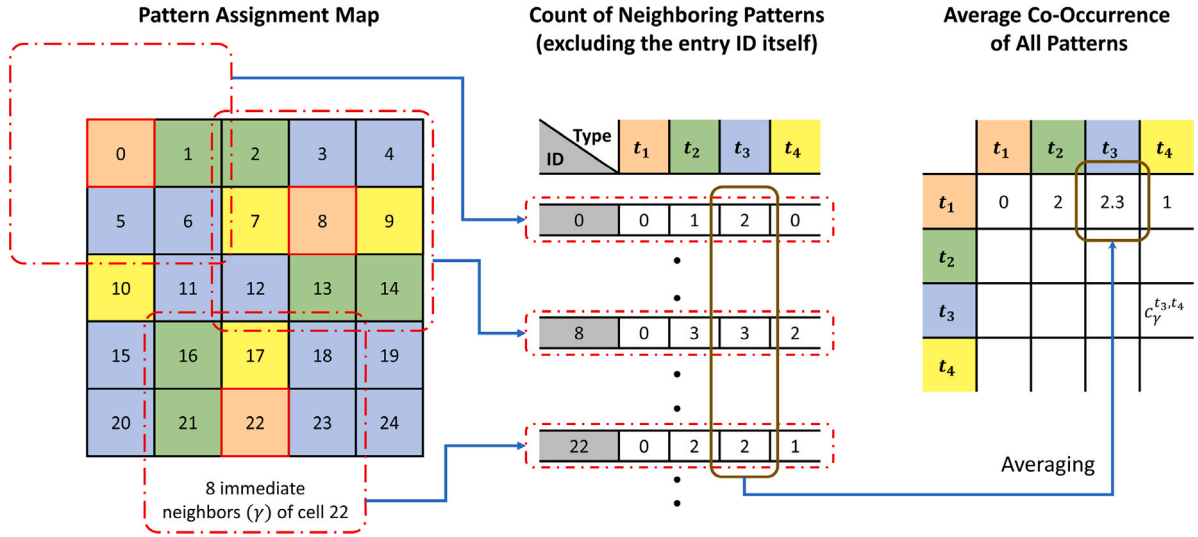 Pattern Assignment Map
0 1 2 3 4
5 6 7 8 9
10 11 12 13 14
15 16 17 18 19
20 21 22 23 24
8 immediate
neighbors (γ) of cell 22
Count of Neighboring Patterns
(excluding the entry ID itself)
Type
ID
t₁ t₂ t₃ t₄
0 0 1 2 0
8 0 3 3 2
22 0 2 2 1
Averaging
Average Co-Occurrence
of All Patterns
t₁ t₂ t₃ t₄
t₁ 0 2 2.3 1
t₂
t₃ c_γ^{t₃,t₄}
t₄